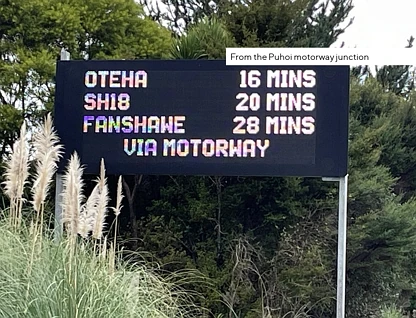 From the Puhoi motorway junction
OTEHA 16 MINS
SH18 20 MINS
FANSHAWE 28 MINS
VIA MOTORWAY